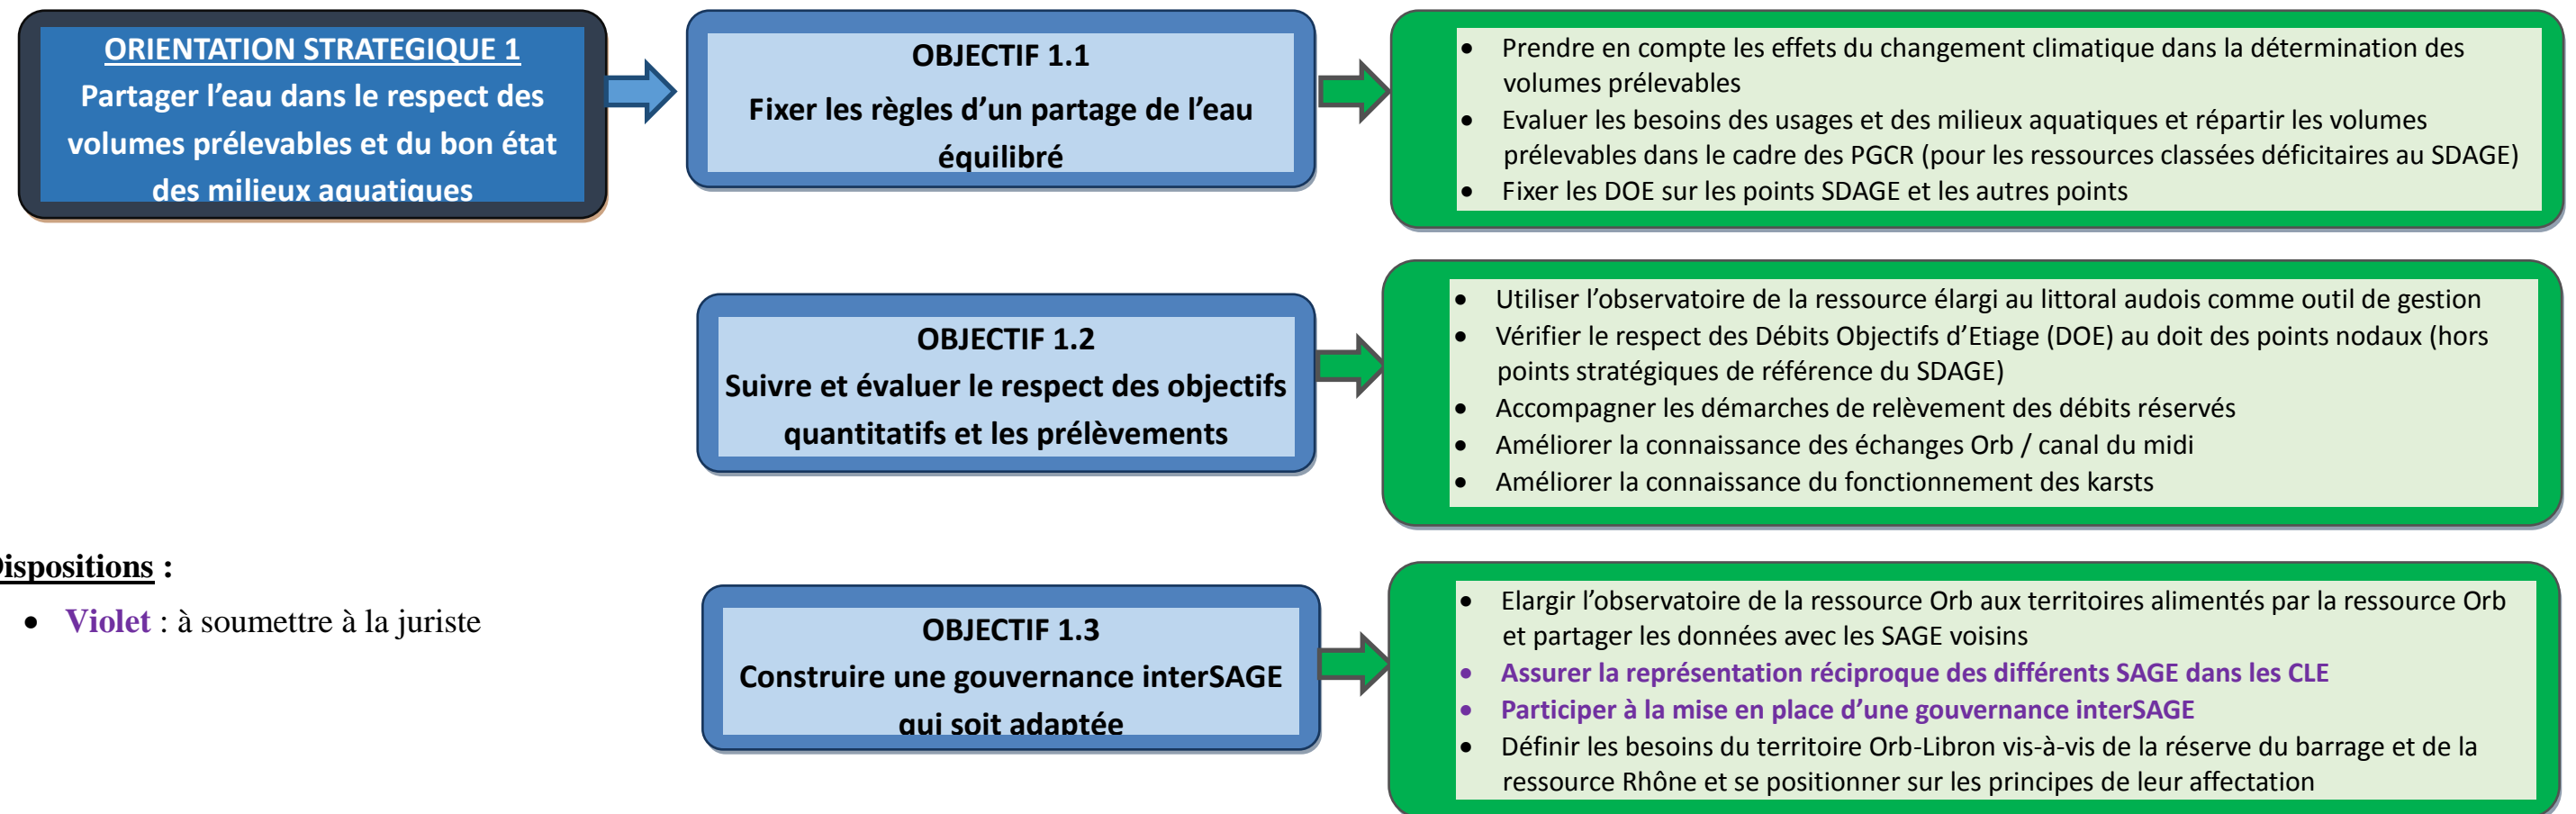 ORIENTATION STRATEGIQUE 1
Partager l’eau dans le respect des
volumes prélevables et du bon état
des milieux aquatiques
OBJECTIF 1.1
Fixer les règles d’un partage de l’eau
équilibré
• Prendre en compte les effets du changement climatique dans la détermination des
volumes prélevables
• Evaluer les besoins des usages et des milieux aquatiques et répartir les volumes
prélevables dans le cadre des PGCR (pour les ressources classées déficitaires au SDAGE)
• Fixer les DOE sur les points SDAGE et les autres points
OBJECTIF 1.2
Suivre et évaluer le respect des objectifs
quantitatifs et les prélèvements
• Utiliser l’observatoire de la ressource élargi au littoral audois comme outil de gestion
• Vérifier le respect des Débits Objectifs d’Etiage (DOE) au doit des points nodaux (hors
points stratégiques de référence du SDAGE)
• Accompagner les démarches de relèvement des débits réservés
• Améliorer la connaissance des échanges Orb / canal du midi
• Améliorer la connaissance du fonctionnement des karsts
Dispositions :
• Violet : à soumettre à la juriste
OBJECTIF 1.3
Construire une gouvernance interSAGE
qui soit adaptée
• Elargir l’observatoire de la ressource Orb aux territoires alimentés par la ressource Orb
et partager les données avec les SAGE voisins
• Assurer la représentation réciproque des différents SAGE dans les CLE
• Participer à la mise en place d’une gouvernance interSAGE
• Définir les besoins du territoire Orb-Libron vis-à-vis de la réserve du barrage et de la
ressource Rhône et se positionner sur les principes de leur affectation